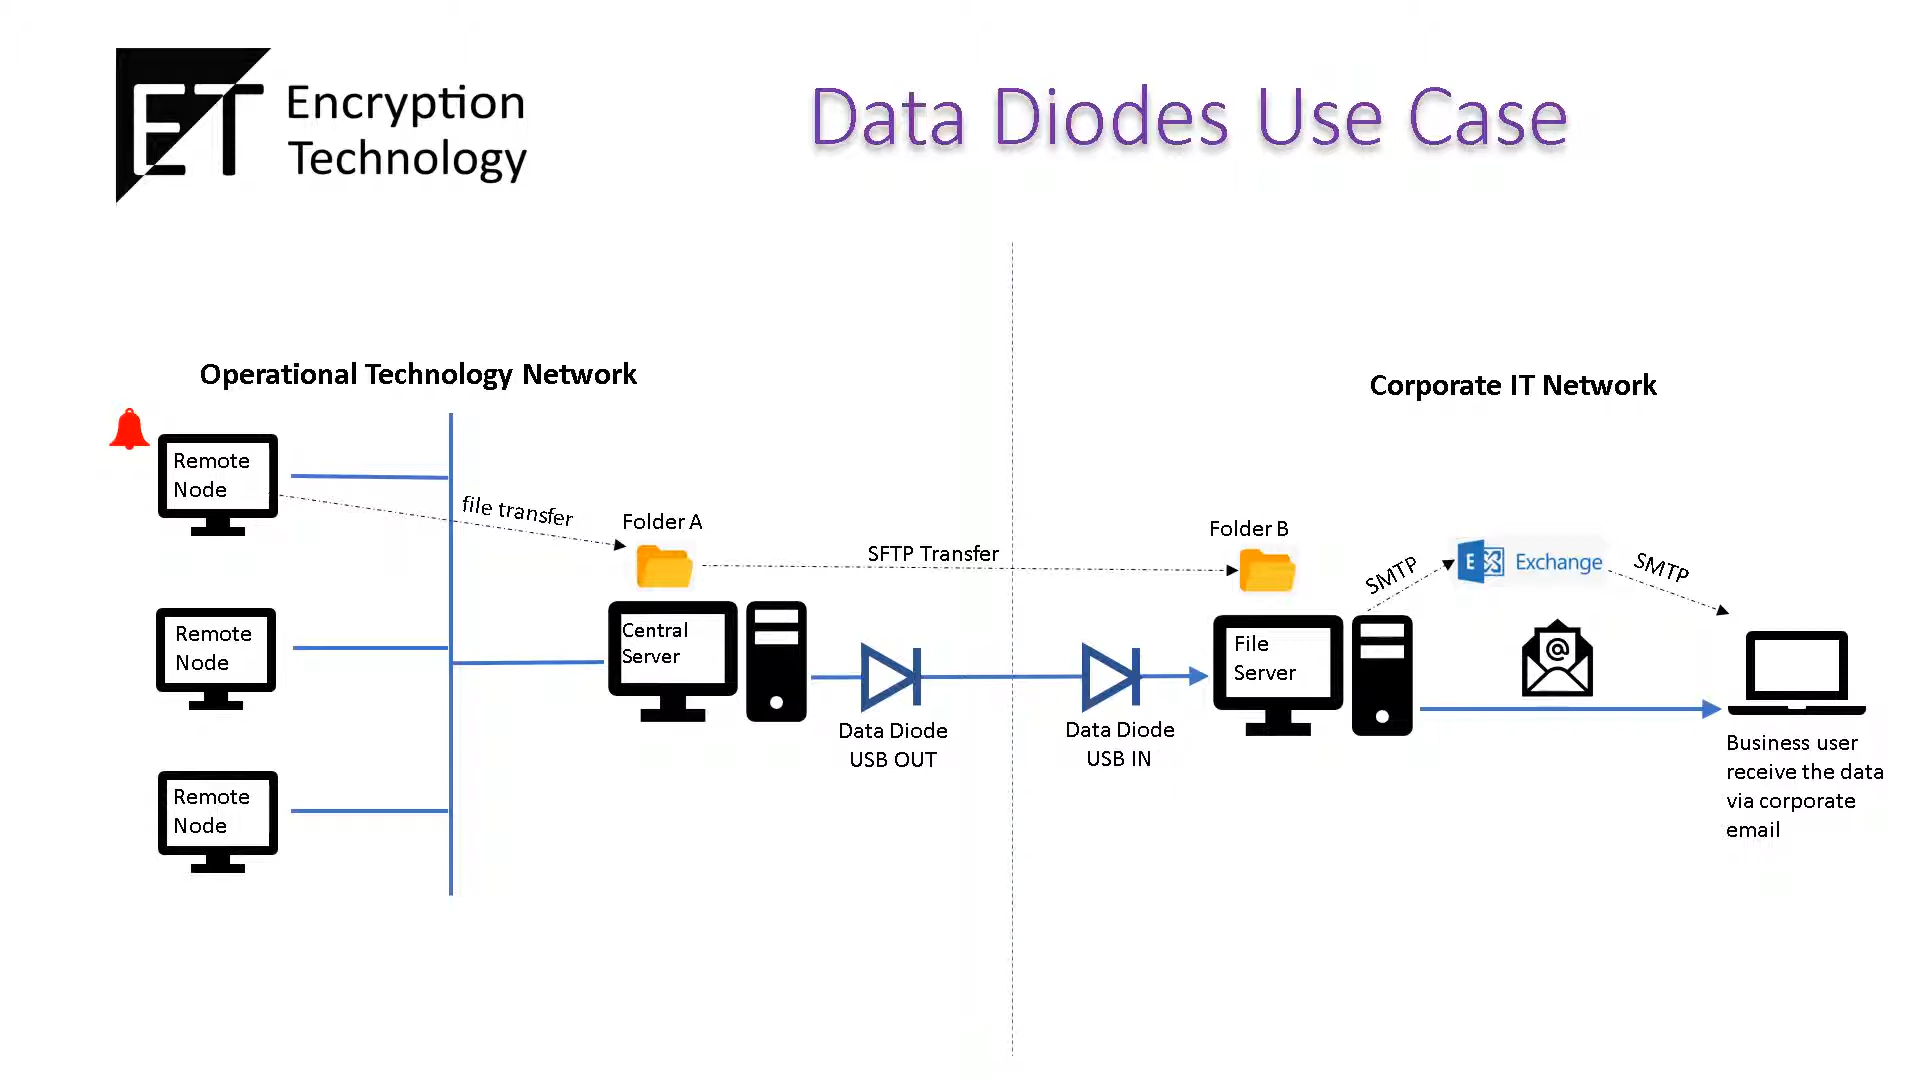 ET
Encryption
Technology
Data Diodes Use Case
Operational Technology Network
Corporate IT Network
Remote
Node
file transfer
Folder A
SFTP Transfer
Folder B
SMTP
E
Exchange
SMTP
Remote
Node
Central
Server
File
Server
@
Data Diode
USB OUT
Data Diode
USB IN
Business user
receive the data
via corporate
email
Remote
Node